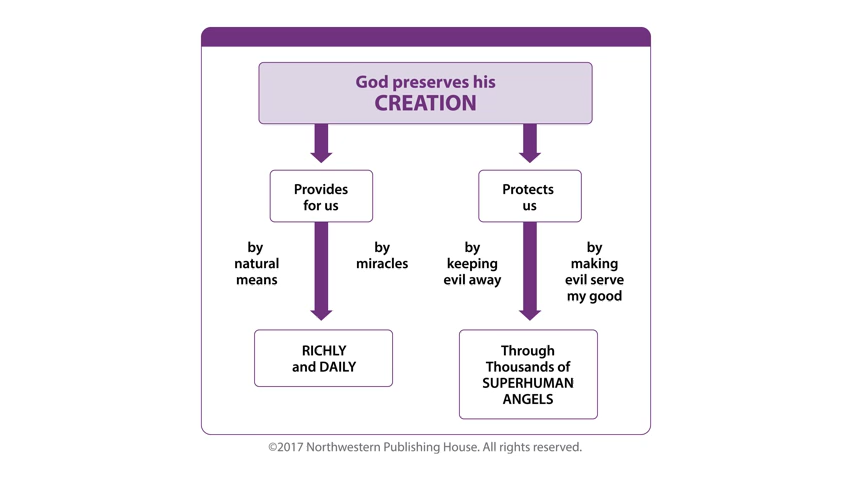 God preserves his
CREATION
Provides
for us
Protects
us
by
natural
means
by
miracles
by
keeping
evil away
by
making
evil serve
my good
RICHLY
and DAILY
Through
Thousands of
SUPERHUMAN
ANGELS
©2017 Northwestern Publishing House. All rights reserved.